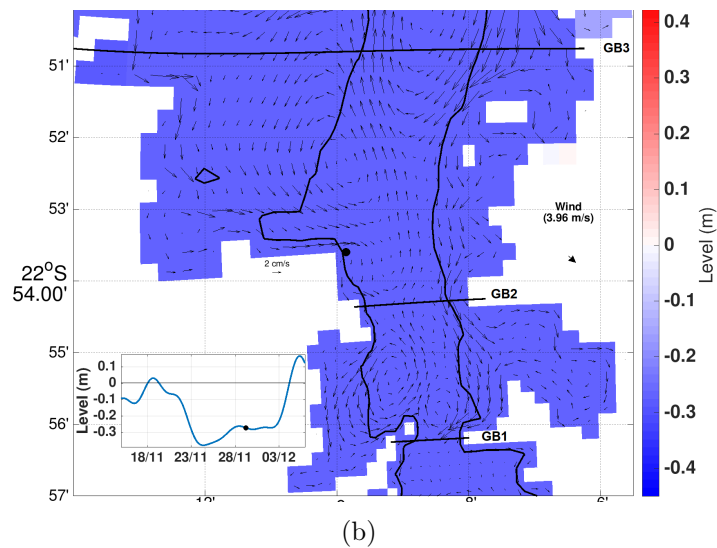 GB3
51'
52'
53'
22°S
54.00'
55'
56'
57'
Wind
(3.96 m/s)
2 cm/s
GB2
GB1
Level (m)
0.1
0
-0.1
-0.2
-0.3
18/11
23/11
28/11
03/12
12'
8'
6'
0.4
0.3
0.2
0.1
0
-0.1
-0.2
-0.3
-0.4
Level (m)
(b)